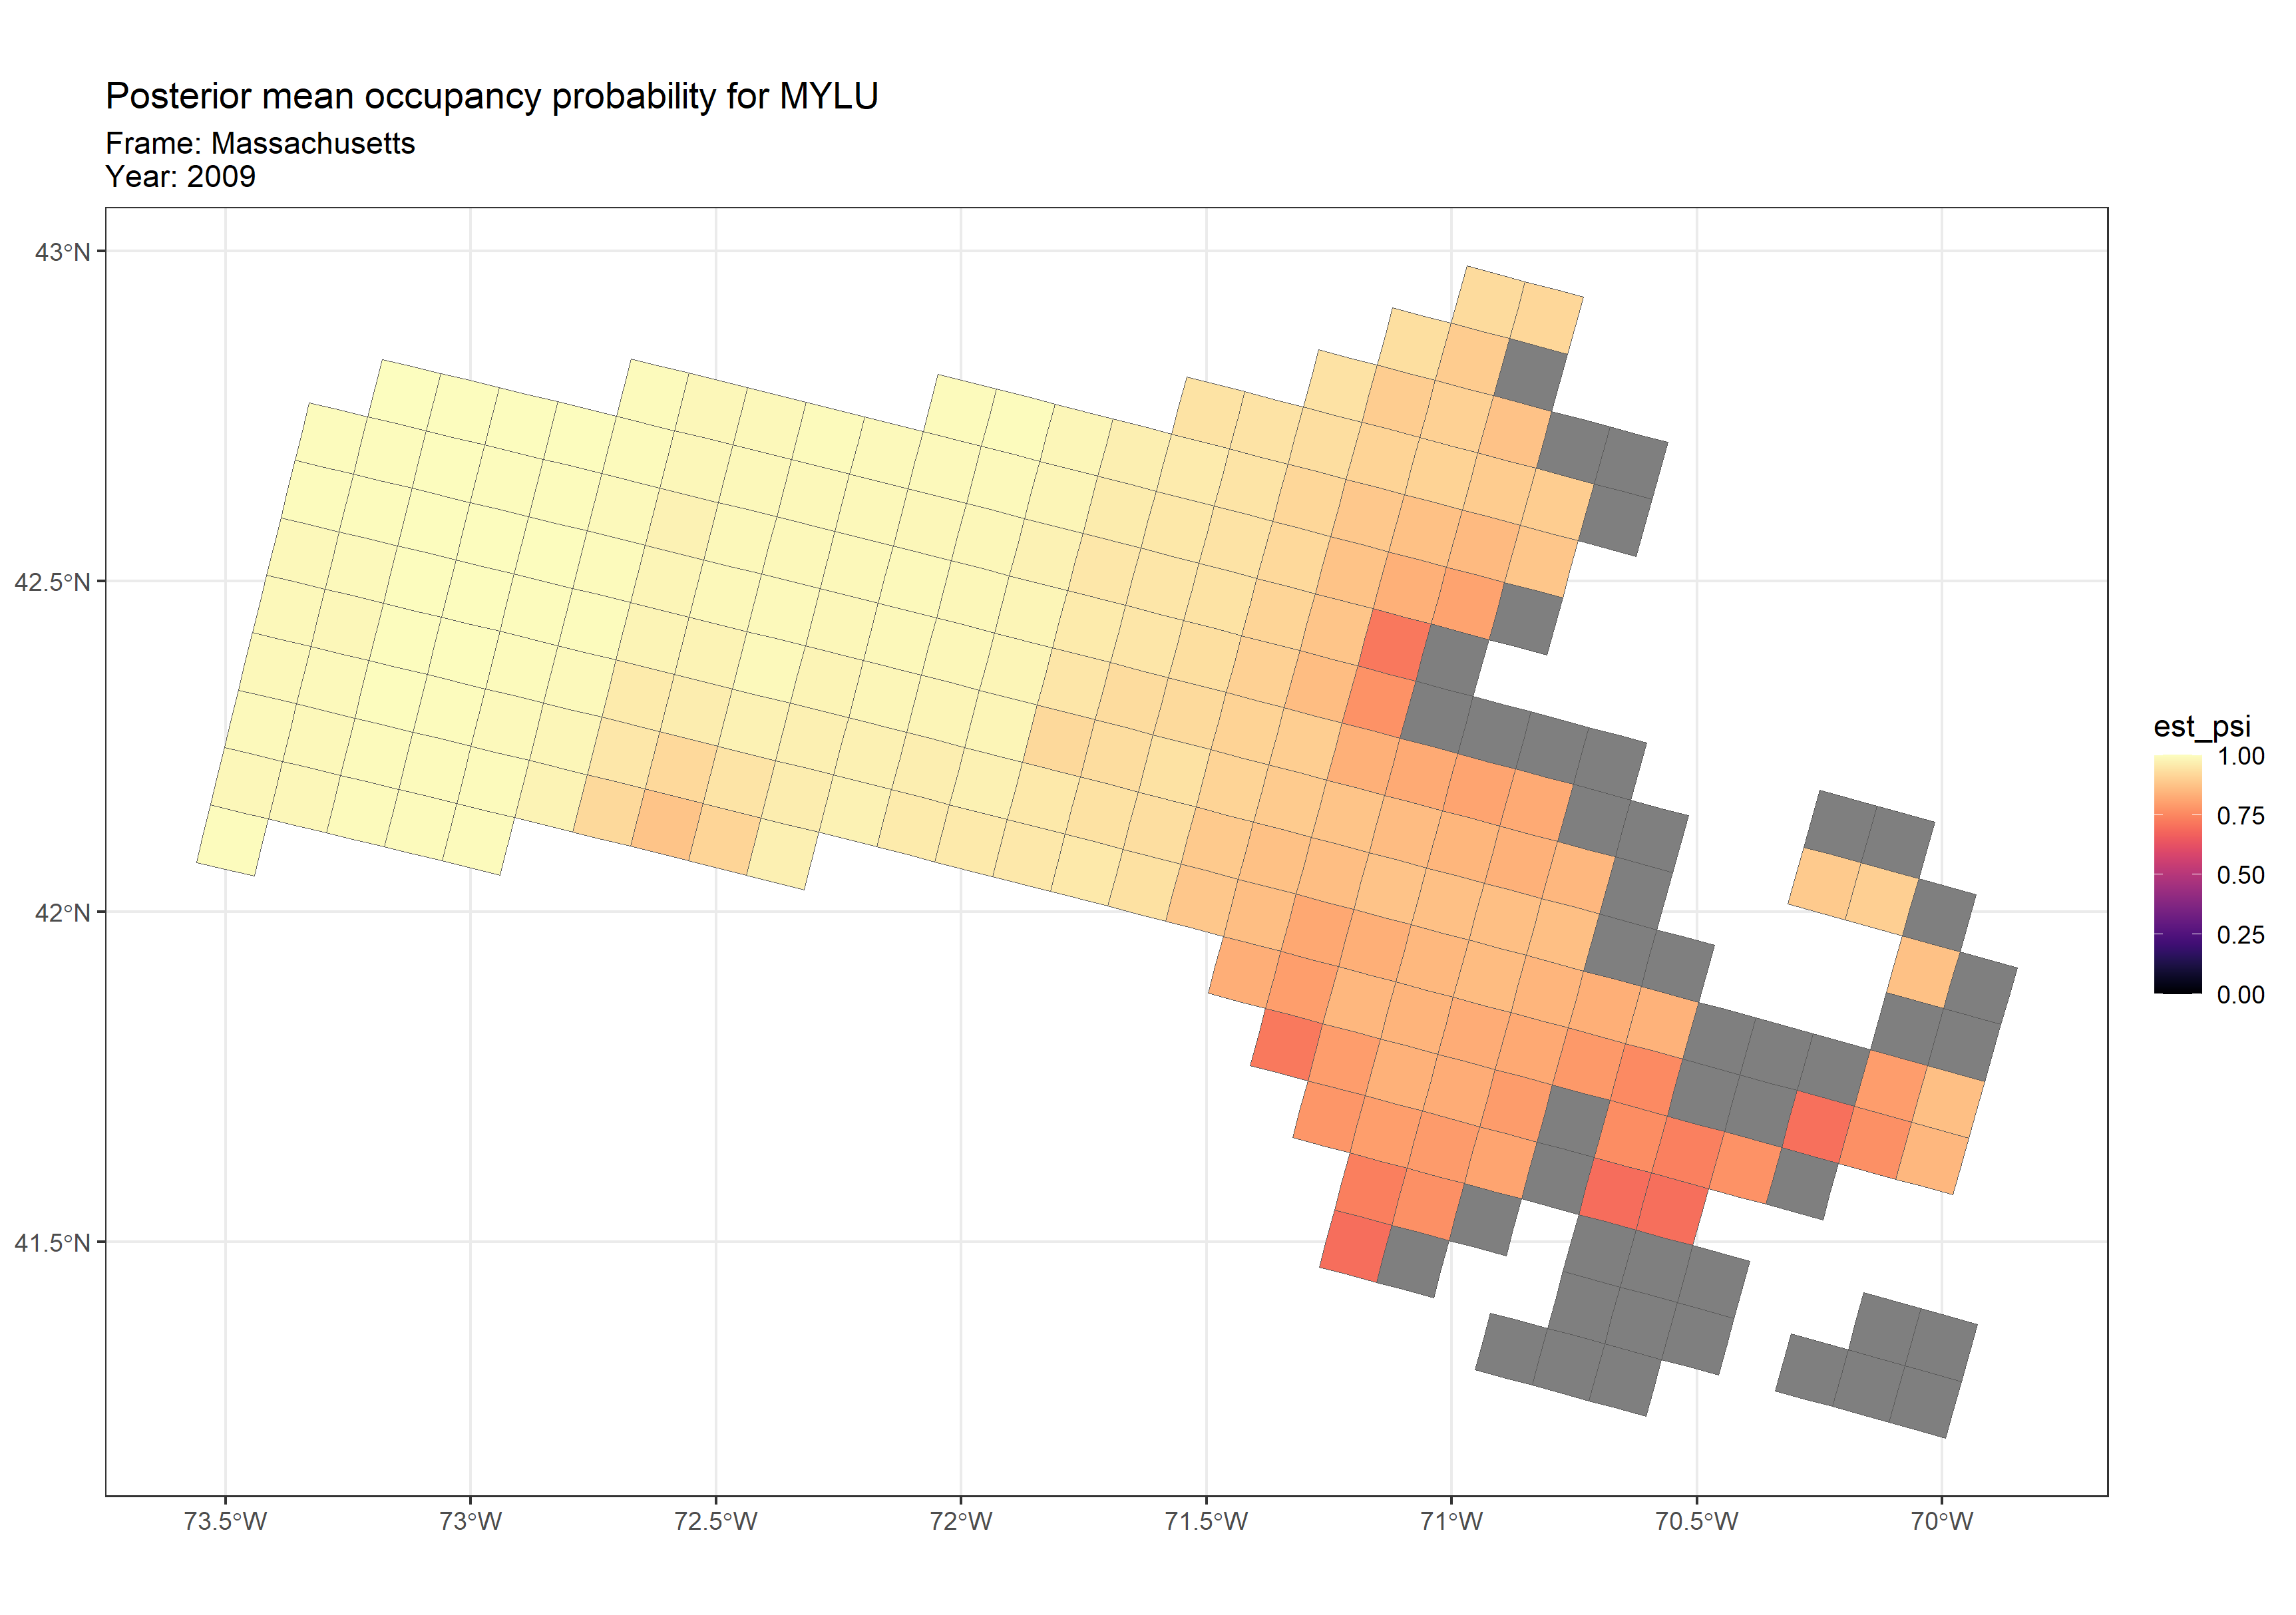 Posterior mean occupancy probability for MYLU
Frame: Massachusetts
Year: 2009
43°N
42.5°N
42°N
41.5°N
73.5°W
73°W
72.5°W
72°W
71.5°W
71°W
70.5°W
70°W
est_psi
1.00
0.75
0.50
0.25
0.00